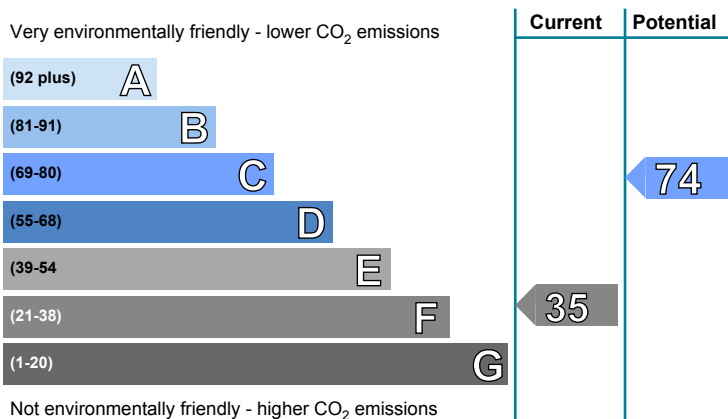 Current Potential
Very environmentally friendly - lower CO2 emissions
(92 plus) A
(81-91) B
(69-80) C
74
(55-68) D
(39-54 E
(21-38) F
35
(1-20) G
Not environmentally friendly - higher CO2 emissions